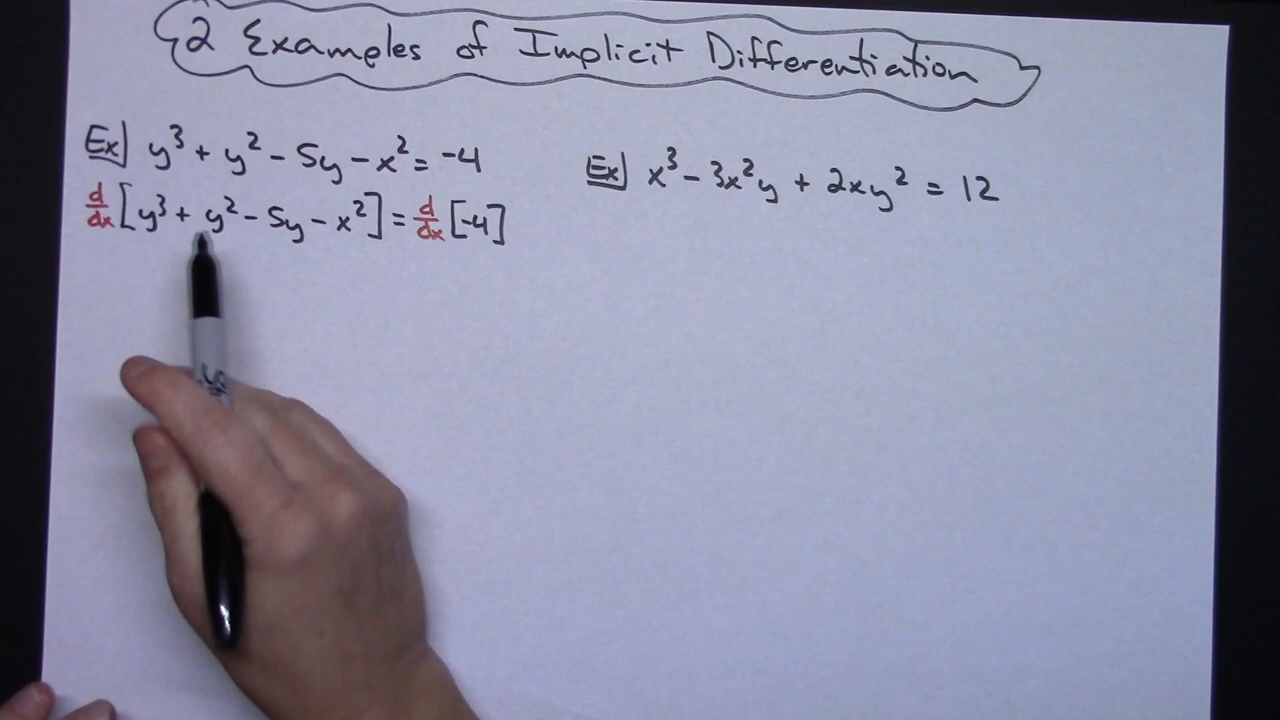 2 Examples of Implicit Differentiation
Ex] y³ + y² - 5y - x² = -4
d/dx [y³ + y² - 5y - x²] = d/dx [-4]
Ex] x³ - 3x²y + 2xy² = 12